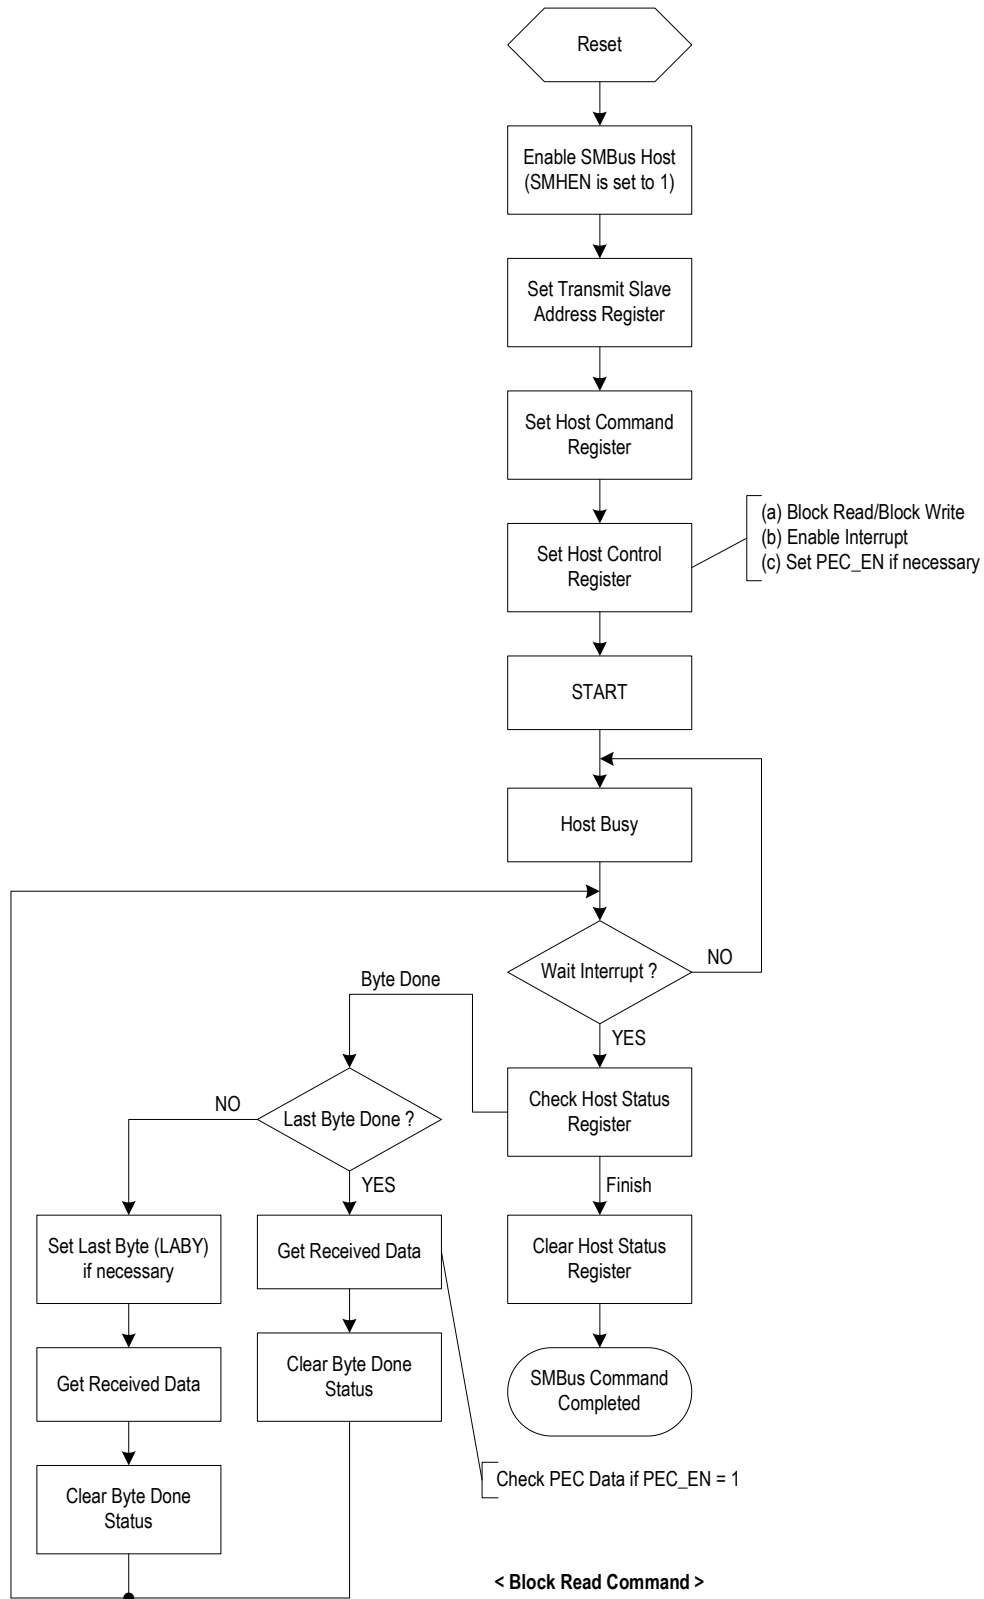 Reset
Enable SMBus Host
(SMHEN is set to 1)
Set Transmit Slave
Address Register
Set Host Command
Register
Set Host Control
Register
(a) Block Read/Block Write
(b) Enable Interrupt
(c) Set PEC_EN if necessary
START
Host Busy
Wait Interrupt ?
NO
YES
Byte Done
Check Host Status
Register
Last Byte Done ?
NO
YES
Finish
Set Last Byte (LABY)
if necessary
Get Received Data
Clear Host Status
Register
Get Received Data
Clear Byte Done
Status
SMBus Command
Completed
Check PEC Data if PEC_EN = 1
Clear Byte Done
Status
< Block Read Command >